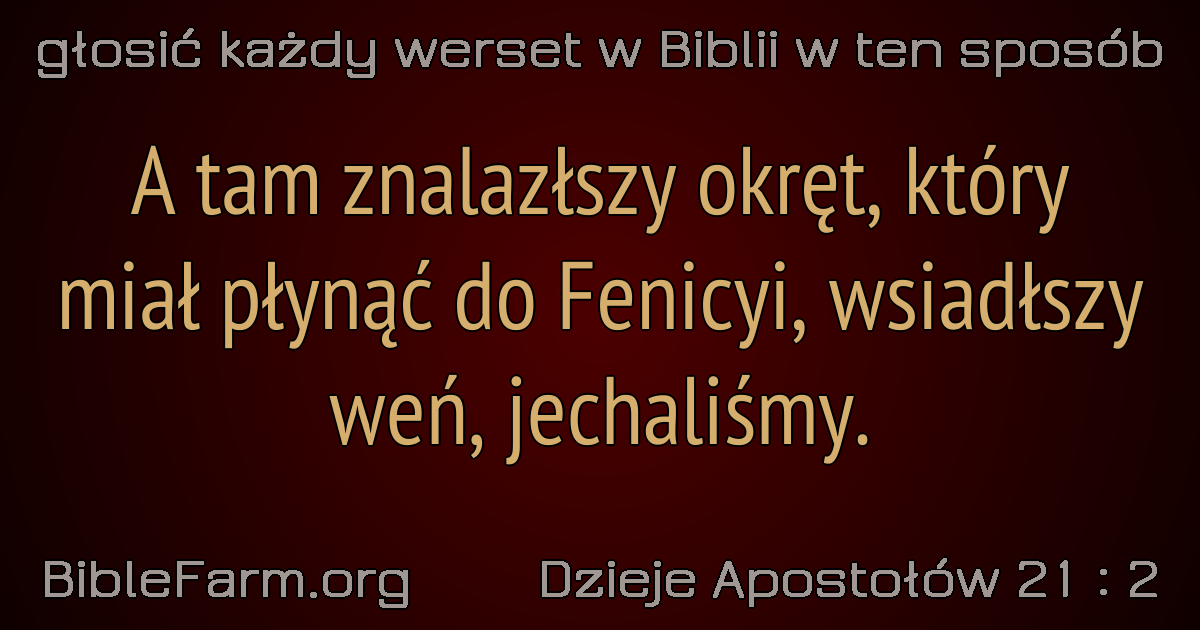 głosić każdy werset w Biblii w ten sposób
A tam znalazłszy okręt, który
miał płynąć do Fenicyi, wsiadłszy
weń, jechaliśmy.
BibleFarm.org
Dzieje Apostołów 21 : 2